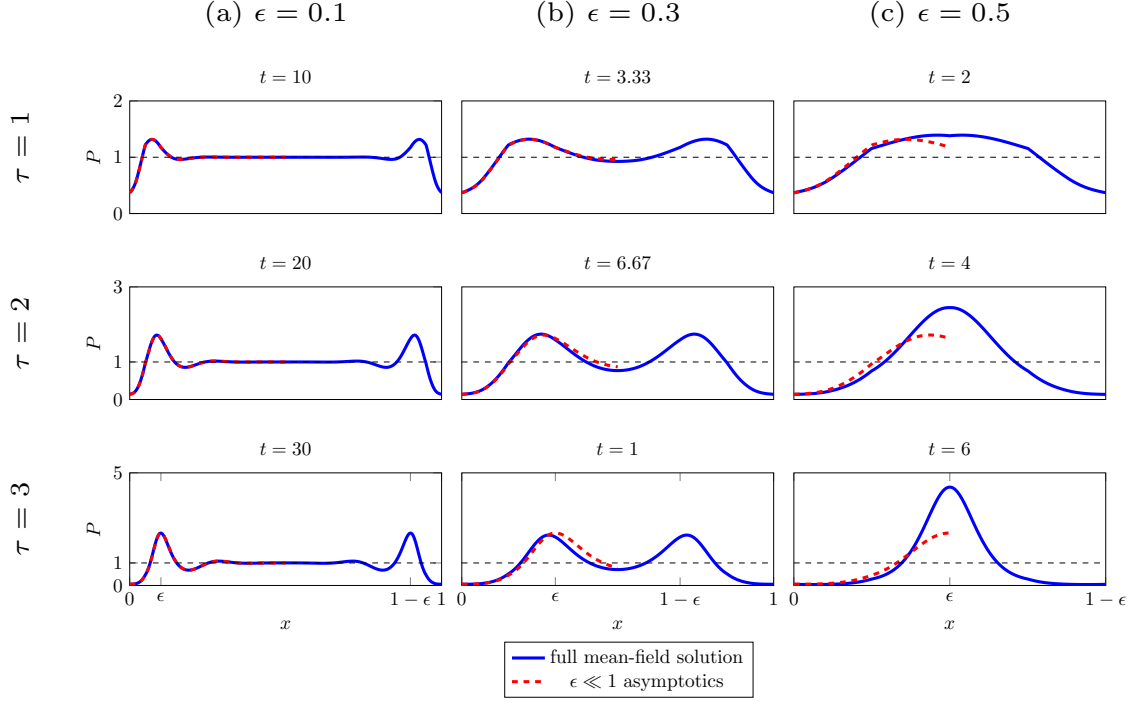 (a) ϵ = 0.1 (b) ϵ = 0.3 (c) ϵ = 0.5
τ = 1
t = 10 t = 3.33 t = 2
2
1
0
P
τ = 2
t = 20 t = 6.67 t = 4
3
1
0
P
τ = 3
t = 30 t = 1 t = 6
5
1
0
P
0 ϵ 1 − ϵ 1 0 ϵ 1 − ϵ 1 0 ϵ 1 − ϵ
x x x
full mean-field solution
ϵ ≪ 1 asymptotics